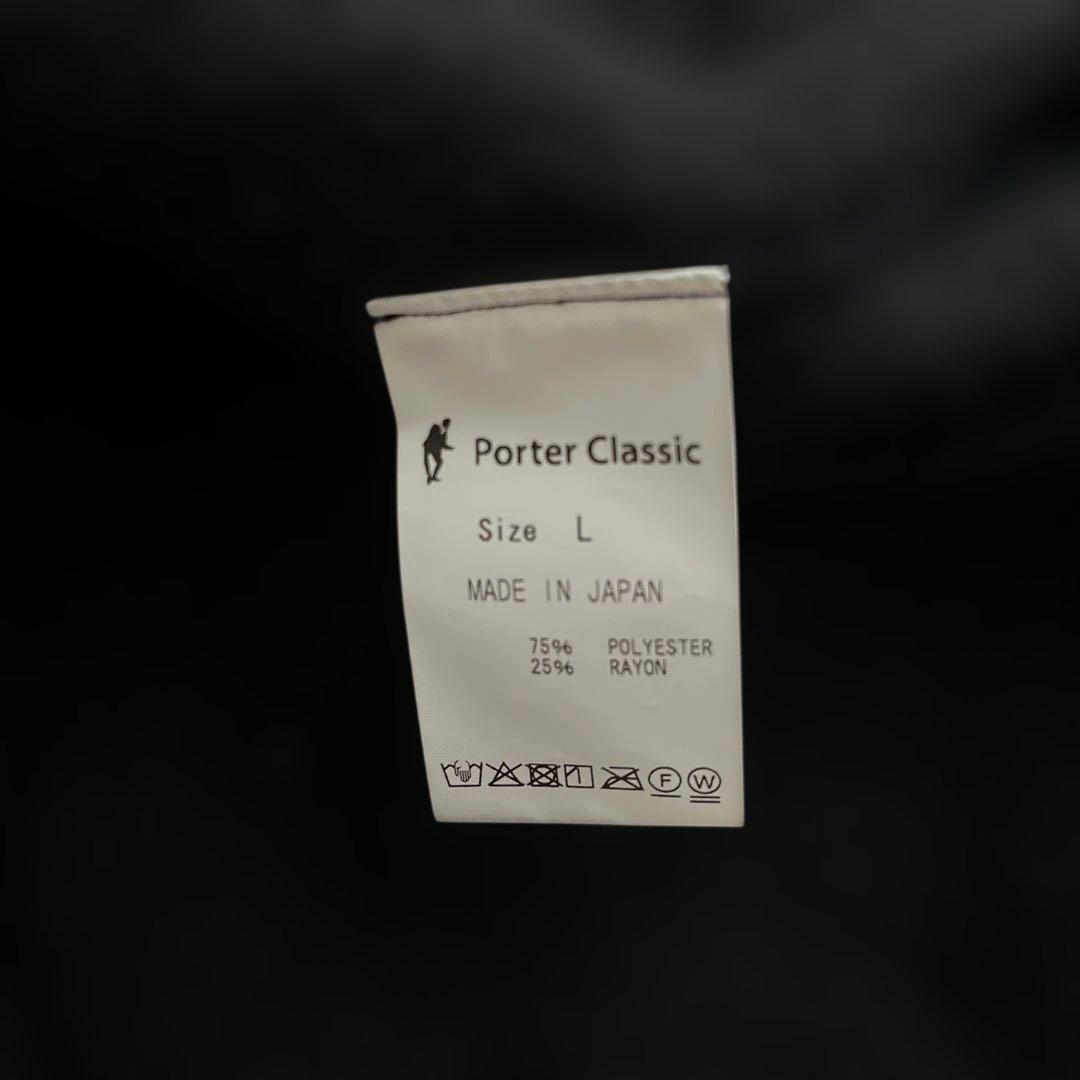 Porter Classic
Size L
MADE IN JAPAN
75% POLYESTER
25% RAYON
F W